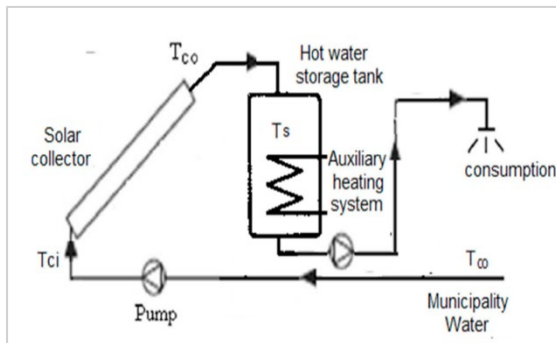 Tco
Hot water
storage tank
Solar
collector
Ts
Auxiliary
heating
system
consumption
Tci
T∞
Pump
Municipality
Water